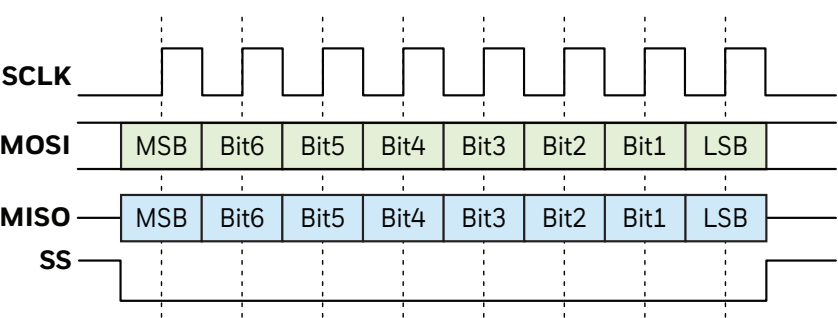 SCLK
MOSI MSB Bit6 Bit5 Bit4 Bit3 Bit2 Bit1 LSB
MISO MSB Bit6 Bit5 Bit4 Bit3 Bit2 Bit1 LSB
SS